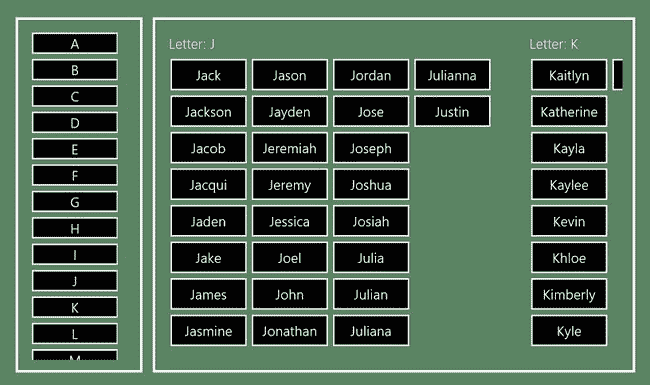 A
B
C
D
E
F
G
H
I
J
K
L
M
Letter: J
Jack Jason Jordan Julianna
Jackson Jayden Jose Justin
Jacob Jeremiah Joseph
Jacqui Jeremy Joshua
Jaden Jessica Josiah
Jake Joel Julia
James John Julian
Jasmine Jonathan Juliana
Letter: K
Kaitlyn
Katherine
Kayla
Kaylee
Kevin
Khloe
Kimberly
Kyle